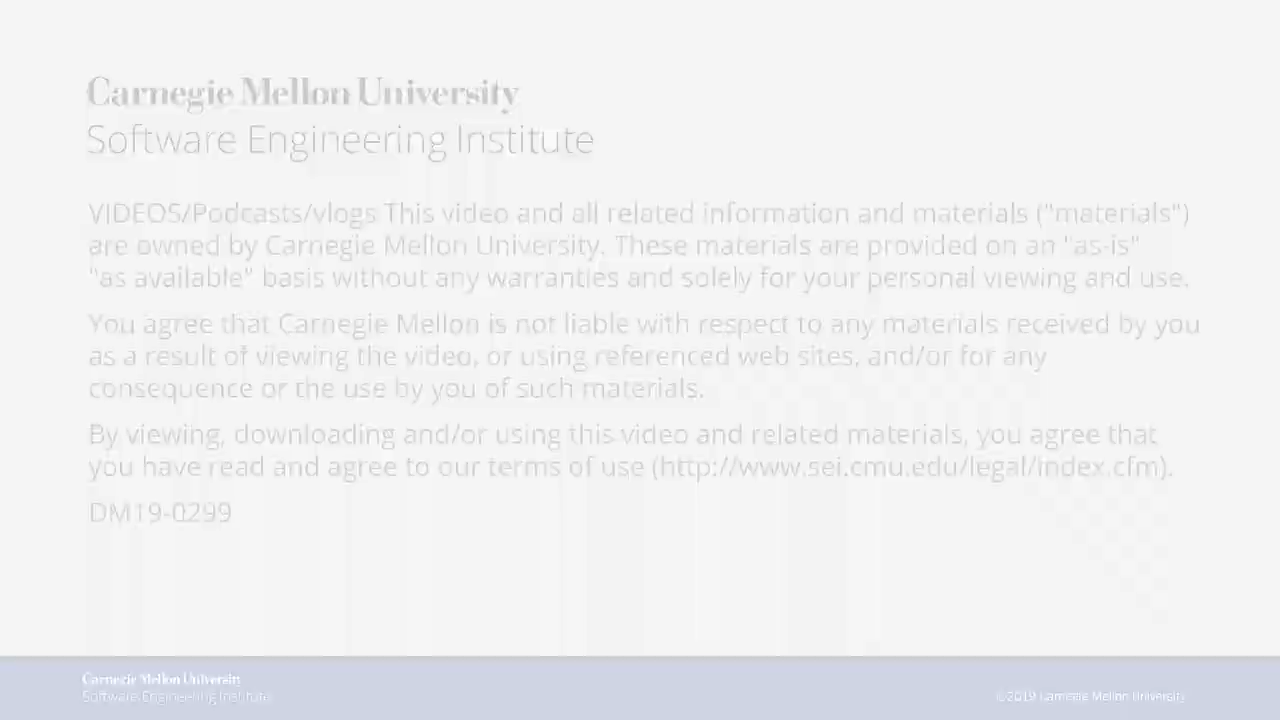 Carnegie Mellon University
Software Engineering Institute
VIDEOS/Podcasts/vlogs This video and all related information and materials ("materials")
are owned by Carnegie Mellon University. These materials are provided on an "as-is"
"as available" basis without any warranties and solely for your personal viewing and use.
You agree that Carnegie Mellon is not liable with respect to any materials received by you
as a result of viewing the video, or using referenced web sites, and/or for any
consequence or the use by you of such materials.
By viewing, downloading and/or using this video and related materials, you agree that
you have read and agree to our terms of use (http://www.sei.cmu.edu/legal/index.cfm).
DM19-0299
Carnegie Mellon University
Software Engineering Institute
©2019 Carnegie Mellon University